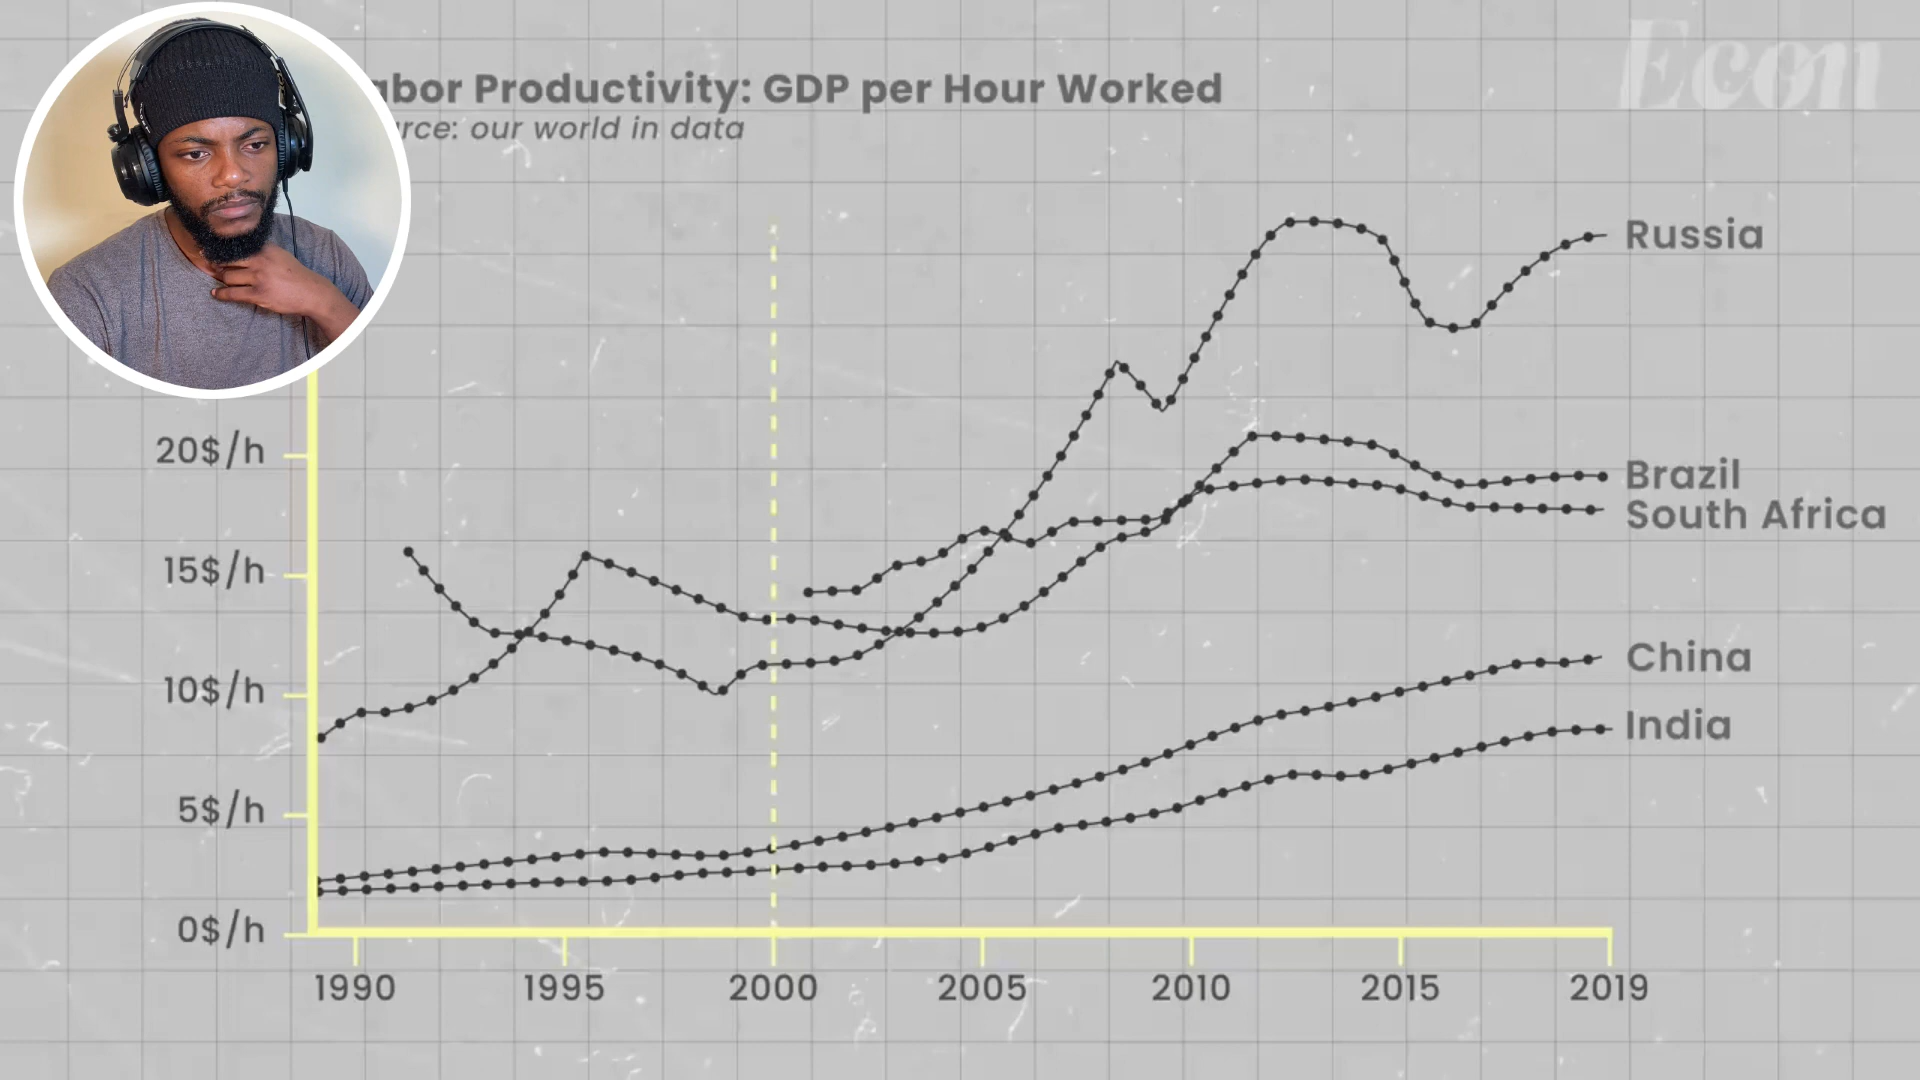 Econ
abor Productivity: GDP per Hour Worked
rce: our world in data
Russia
20$/h
Brazil
South Africa
15$/h
China
10$/h
India
5$/h
0$/h
1990 1995 2000 2005 2010 2015 2019